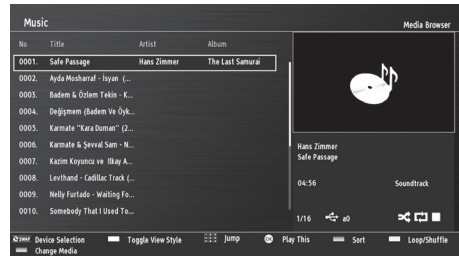 Music
Media Browser
No Title Artist Album
0001. Safe Passage Hans Zimmer The Last Samurai
0002. Ayda Mosharraf - İsyan (...
0003. Badem & Özlem Tekin - K...
0004. Değişmem (Badem Ve Öyk...
0005. Karmate "Kara Duman" (2...
0006. Karmate & Şevval Sam - N...
0007. Kazim Koyuncu ve Ilkay A...
0008. Levthand - Cadillac Track (...
0009. Nelly Furtado - Waiting Fo...
0010. Somebody That I Used To...
Hans Zimmer
Safe Passage
04:56 Soundtrack
1/16 a0
Device Selection Toggle View Style Jump OK Play This Sort Loop/Shuffle
Change Media